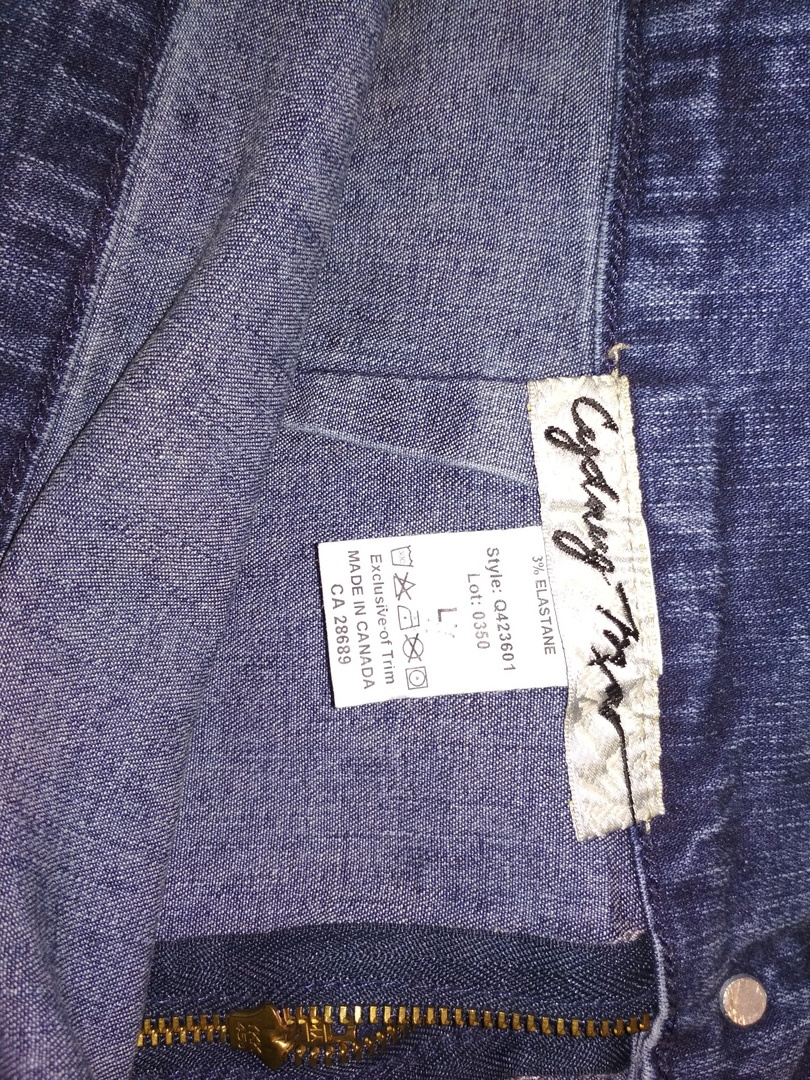 3% ELASTANE
Style: Q423601
Lot: 0350
L
Exclusive of Trim
MADE IN CANADA
CA 28689